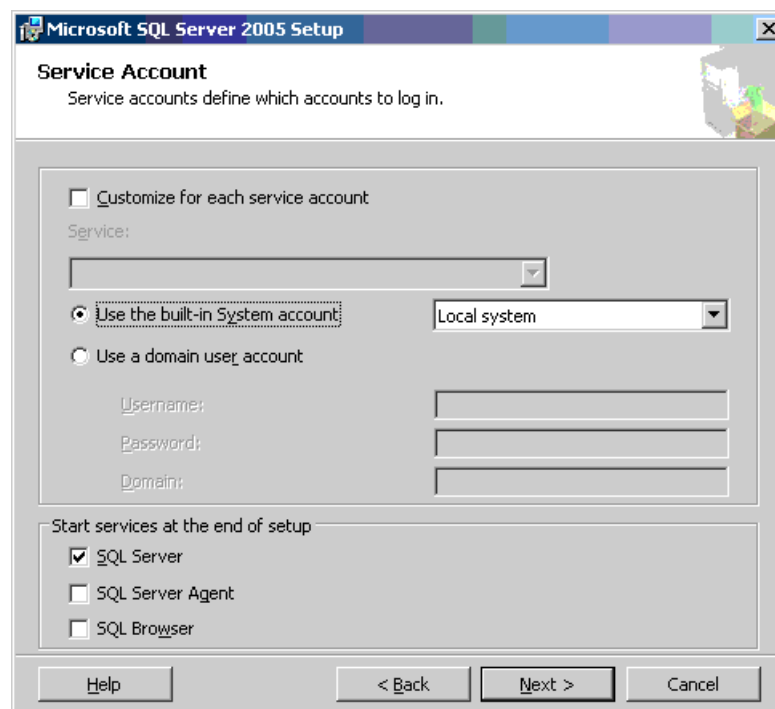 Microsoft SQL Server 2005 Setup
Service Account
Service accounts define which accounts to log in.
Customize for each service account
Service:
Use the built-in System account
Local system
Use a domain user account
Username:
Password:
Domain:
Start services at the end of setup
SQL Server
SQL Server Agent
SQL Browser
Help
< Back
Next >
Cancel